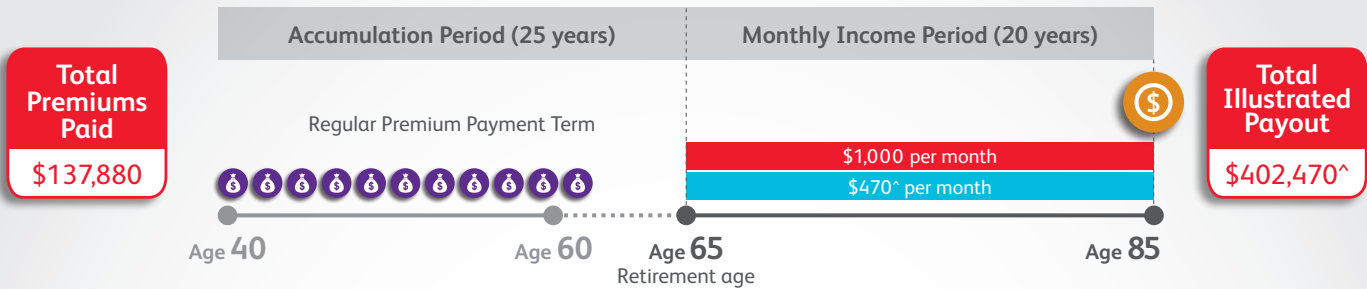 Accumulation Period (25 years)
Monthly Income Period (20 years)
Total
Premiums
Paid
$137,880
Regular Premium Payment Term
$ $ $ $ $ $ $ $ $ $ $
$1,000 per month
$470^ per month
$
Total
Illustrated
Payout
$402,470^
Age 40
Age 60
Age 65
Retirement age
Age 85